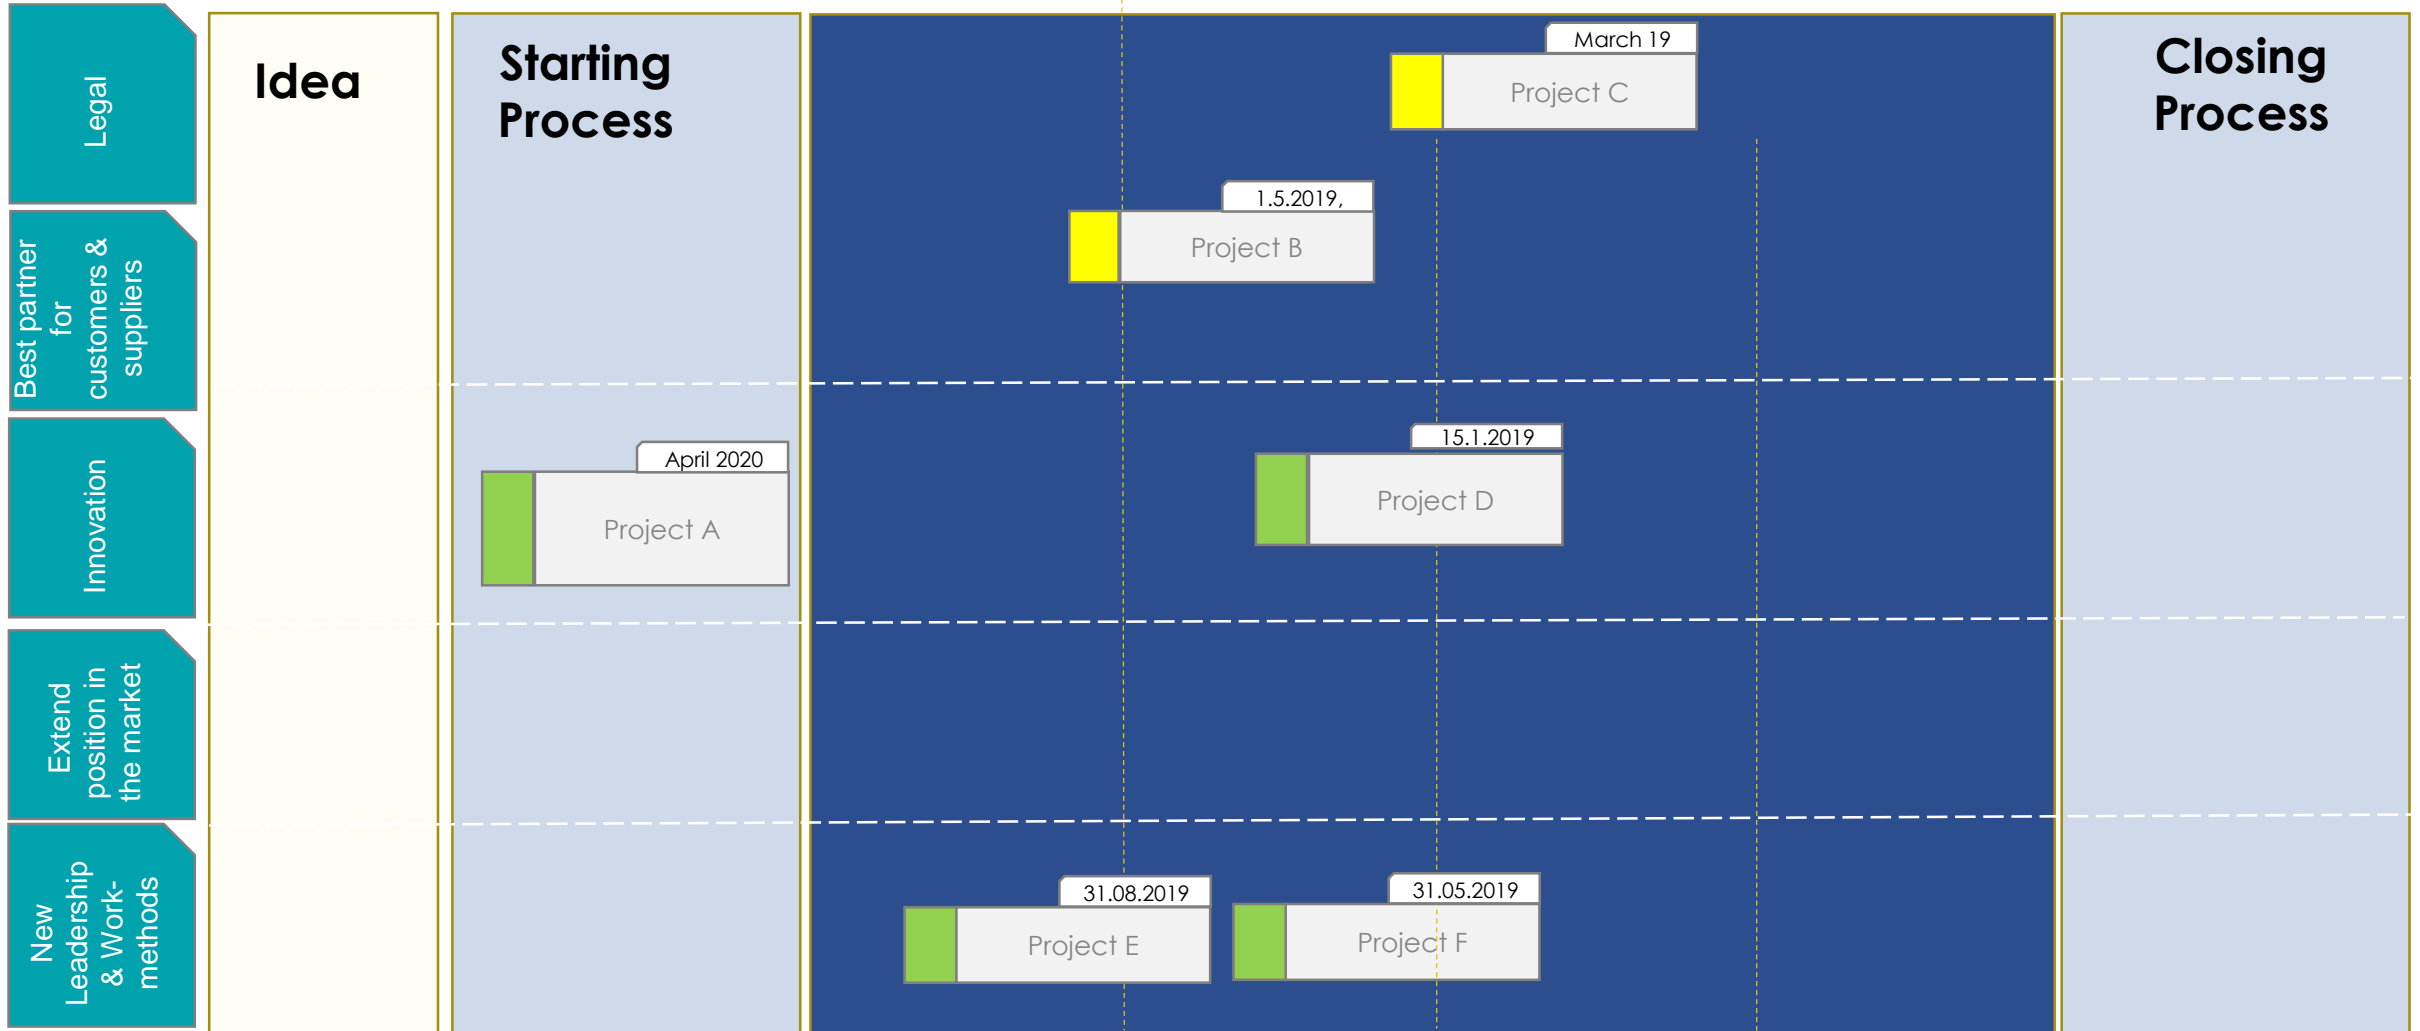 Legal
Best partner
for
customers &
suppliers
Innovation
Extend
position in
the market
New
Leadership
& Work-
methods
Idea
Starting
Process
Closing
Process
March 19
Project C
1.5.2019,
Project B
April 2020
Project A
15.1.2019
Project D
31.08.2019
Project E
31.05.2019
Project F